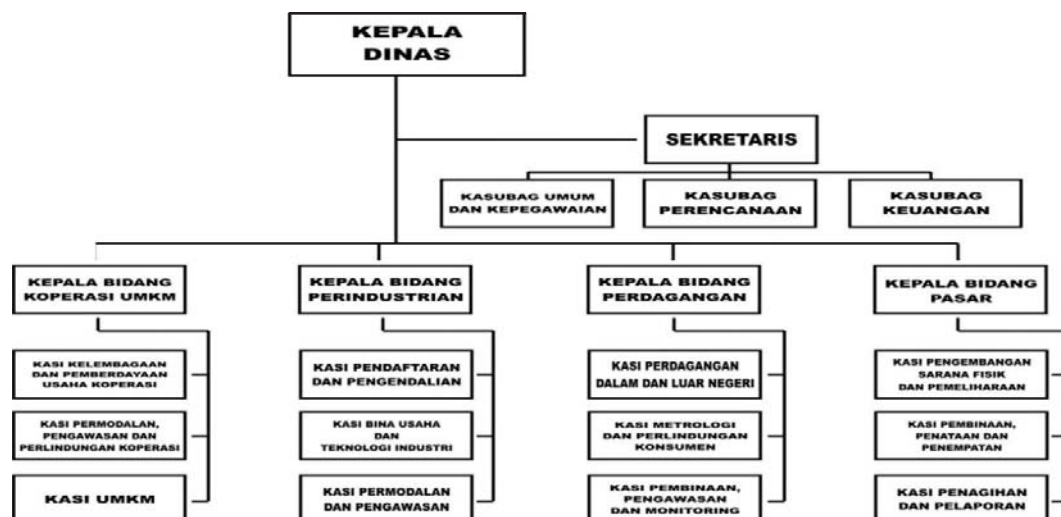 KEPALA
DINAS
SEKRETARIS
KASUBAG UMUM
DAN KEPEGAWAIAN
KASUBAG
PERENCANAAN
KASUBAG
KEUANGAN
KEPALA BIDANG
KOPERASI UMKM
KEPALA BIDANG
PERINDUSTRIAN
KEPALA BIDANG
PERDAGANGAN
KEPALA BIDANG
PASAR
KASI KELEMBAGAAN
DAN PEMBERDAYAAN
USAHA KOPERASI
KASI PENDAFTARAN
DAN PENGENDALIAN
KASI PERDAGANGAN
DALAM DAN LUAR NEGERI
KASI PENGEMBANGAN
SARANA FISIK
DAN PEMELIHARAAN
KASI PERMODALAN,
PENGAWASAN DAN
PERLINDUNGAN KOPERASI
KASI BINA USAHA
DAN
TEKNOLOGI INDUSTRI
KASI METROLOGI
DAN PERLINDUNGAN
KONSUMEN
KASI PEMBINAAN,
PENATAAN DAN
PENEMPATAN
KASI UMKM
KASI PERMODALAN
DAN PENGAWASAN
KASI PEMBINAAN,
PENGAWASAN
DAN MONITORING
KASI PENAGIHAN
DAN PELAPORAN